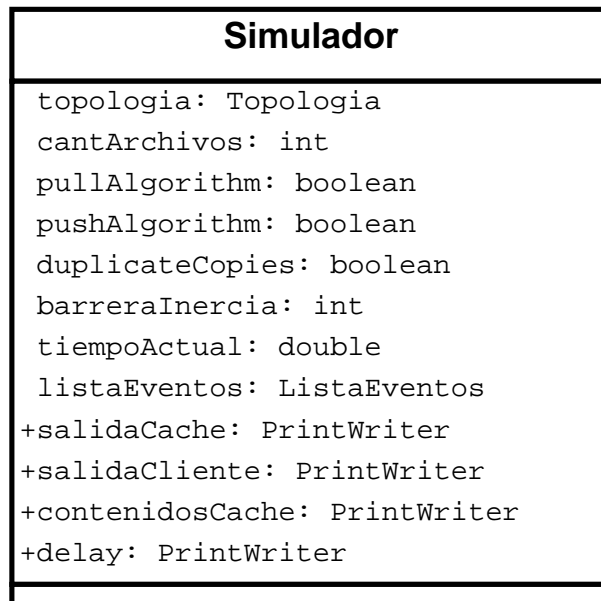 Simulador
topologia: Topologia
cantArchivos: int
pullAlgorithm: boolean
pushAlgorithm: boolean
duplicateCopies: boolean
barreraInercia: int
tiempoActual: double
listaEventos: ListaEventos
+salidaCache: PrintWriter
+salidaCliente: PrintWriter
+contenidosCache: PrintWriter
+delay: PrintWriter